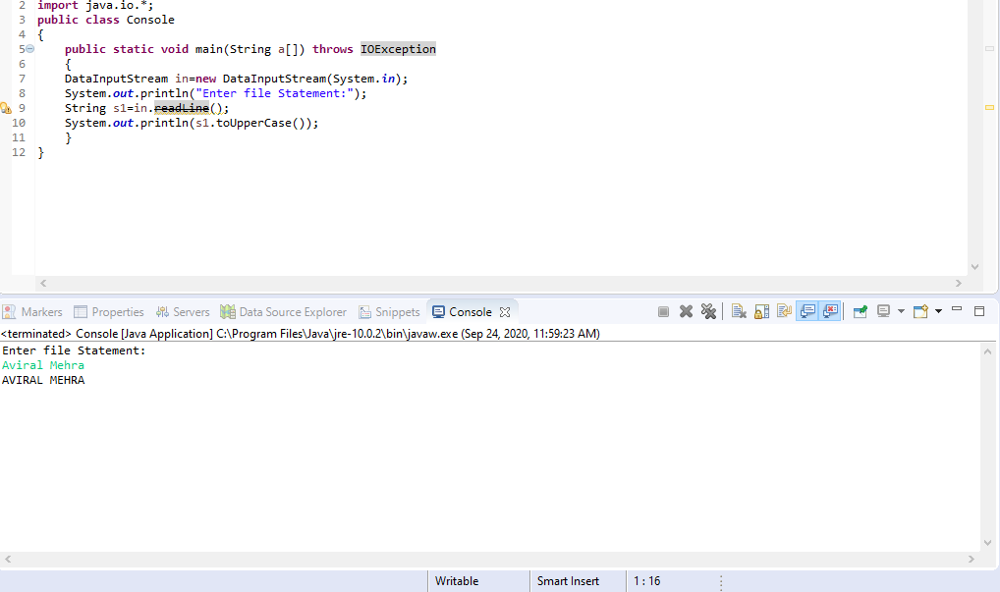 2 import java.io.*;
3 public class Console
4 {
5 public static void main(String a[]) throws IOException
6 {
7 DataInputStream in=new DataInputStream(System.in);
8 System.out.println("Enter file Statement:");
9 String s1=in.readLine();
10 System.out.println(s1.toUpperCase());
11 }
12 }
Markers Properties Servers Data Source Explorer Snippets Console
<terminated> Console [Java Application] C:\Program Files\Java\jre-10.0.2\bin\javaw.exe (Sep 24, 2020, 11:59:23 AM)
Enter file Statement:
Aviral Mehra
AVIRAL MEHRA
Writable Smart Insert 1 : 16